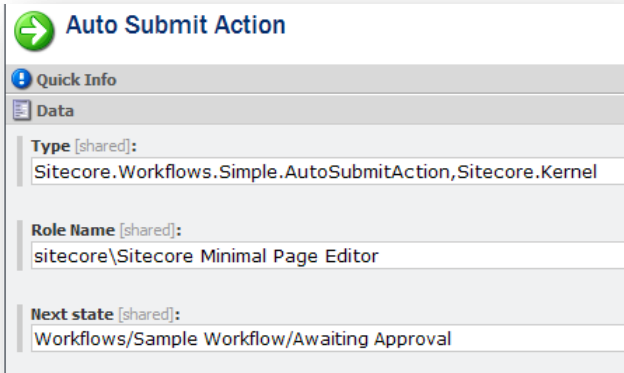 Auto Submit Action
Quick Info
Data
Type [shared]:
Sitecore.Workflows.Simple.AutoSubmitAction,Sitecore.Kernel
Role Name [shared]:
sitecore\Sitecore Minimal Page Editor
Next state [shared]:
Workflows/Sample Workflow/Awaiting Approval